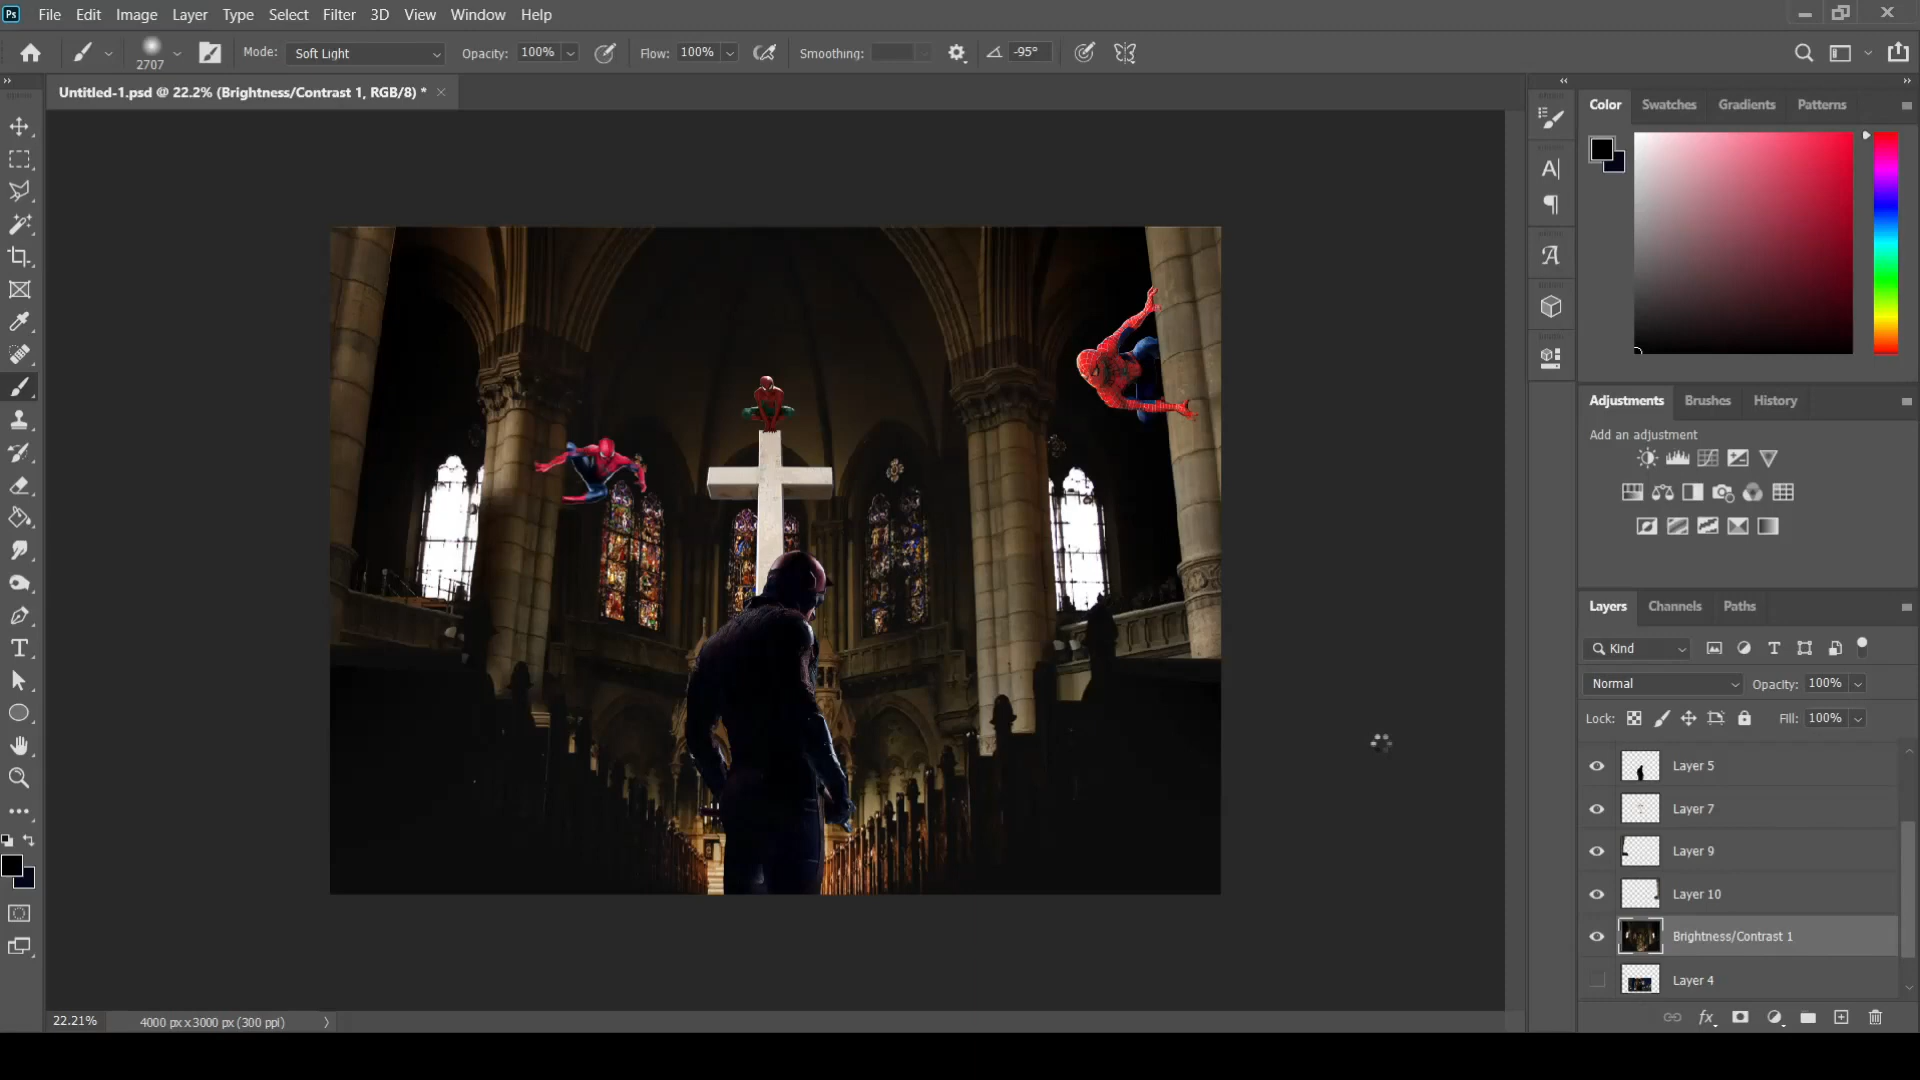 Ps File Edit Image Layer Type Select Filter 3D View Window Help
2707 Mode: Soft Light Opacity: 100% Flow: 100% Smoothing: -95°
Untitled-1.psd @ 22.2% (Brightness/Contrast 1, RGB/8) *
Color Swatches Gradients Patterns
Adjustments Brushes History
Add an adjustment
Layers Channels Paths
Kind
Normal Opacity: 100%
Lock: Fill: 100%
Layer 5
Layer 7
Layer 9
Layer 10
Brightness/Contrast 1
Layer 4
fx
22.21% 4000 px x 3000 px (300 ppi)